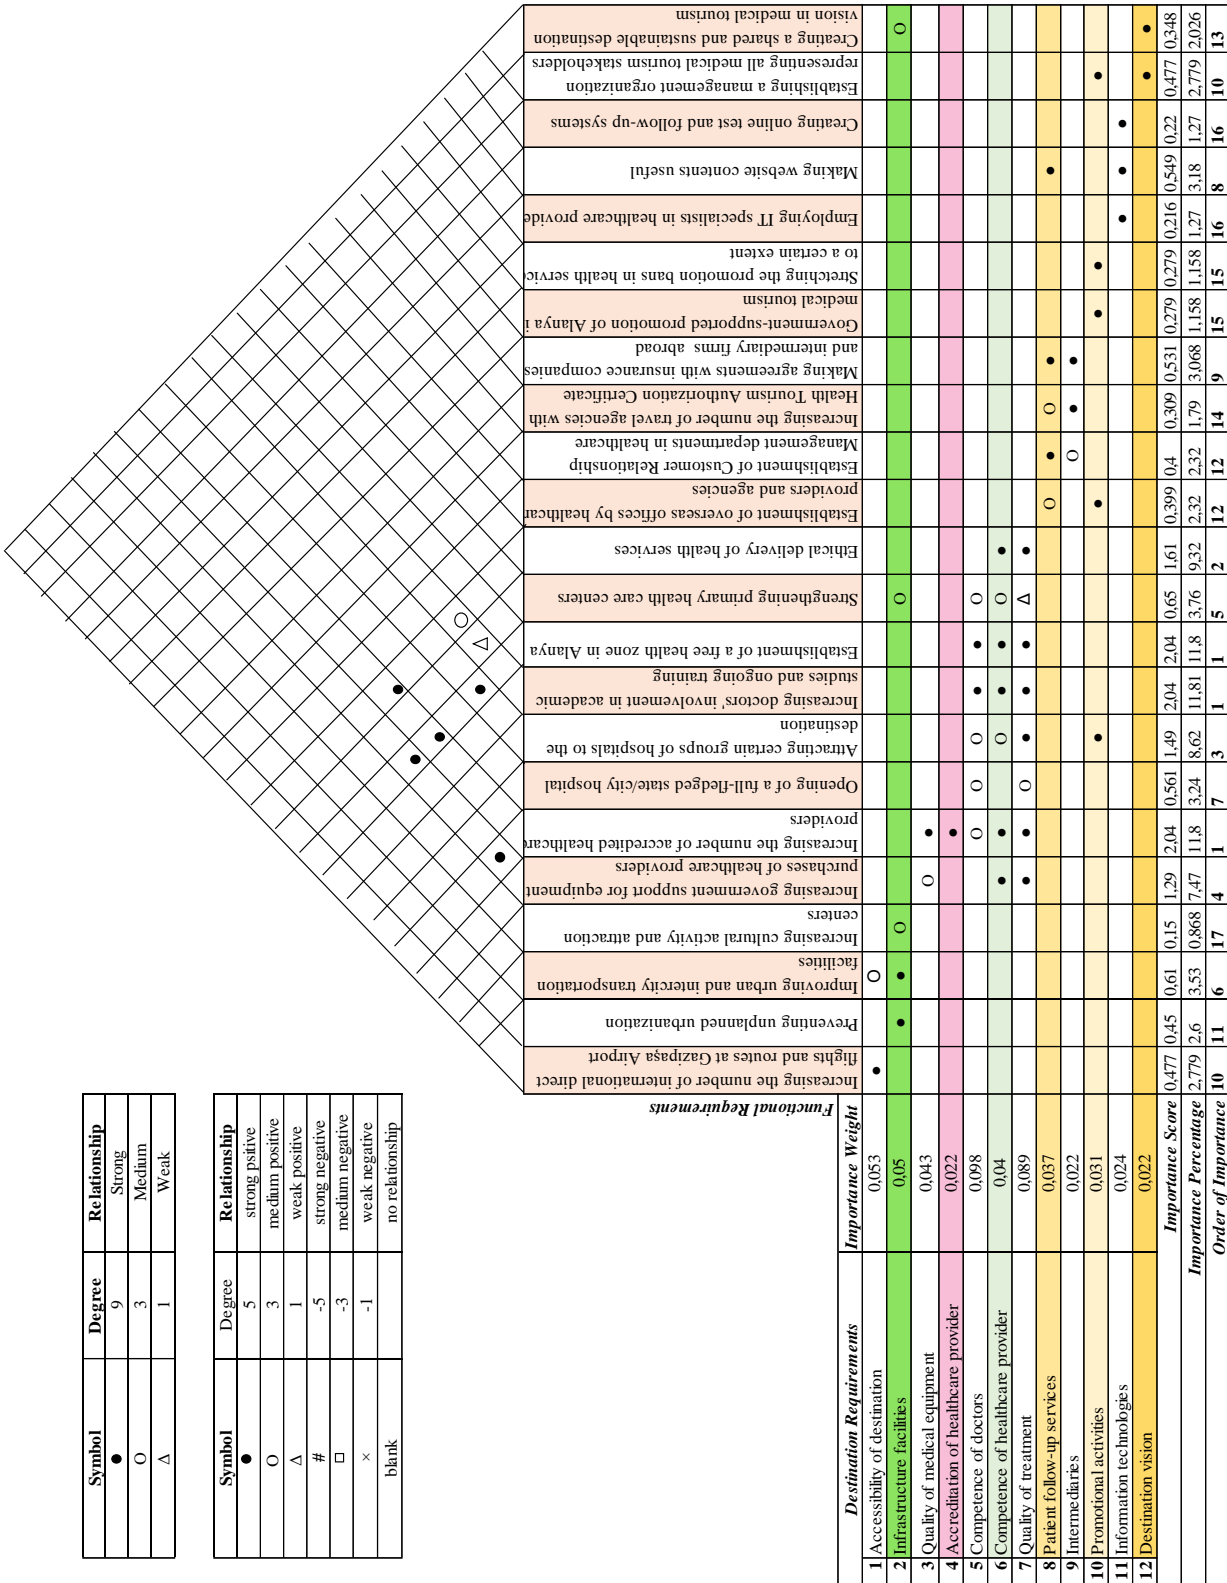 Symbol Degree Relationship
● 9 Strong
O 3 Medium
Δ 1 Weak
Symbol Degree Relationship
● 5 strong psitive
O 3 medium positive
Δ 1 weak positive
# -5 strong negative
□ -3 medium negative
× -1 weak negative
blank no relationship
Functional Requirements
Increasing the number of international direct
flights and routes at Gazipaşa Airport
Preventing unplanned urbanization
Improving urban and intercity transportation
facilities
Increasing cultural activity and attraction
centers
Increasing government support for equipment
purchases of healthcare providers
Increasing the number of accredited healthcare
providers
Opening of a full-fledged state/city hospital
Attracting certain groups of hospitals to the
destination
Increasing doctors' involvement in academic
studies and ongoing training
Establishment of a free health zone in Alanya
Strengthening primary health care centers
Ethical delivery of health services
Establishment of overseas offices by healthcar
providers and agencies
Establishment of Customer Relationship
Management departments in healthcare
Increasing the number of travel agencies with
Health Tourism Authorization Certificate
Making agreements with insurance companies
and intermediary firms abroad
Government-supported promotion of Alanya i
medical tourism
Stretching the promotion bans in health servic
to a certain extent
Employing IT specialists in healthcare provide
Making website contents useful
Creating online test and follow-up systems
Establishing a management organization
representing all medical tourism stakeholders
Creating a shared and sustainable destination
vision in medical tourism
Destination Requirements Importance Weight
1 Accessibility of destination 0,053 ● O
2 Infrastructure facilities 0,05 ● ● O O O
3 Quality of medical equipment 0,043 O ●
4 Accreditation of healthcare provider 0,022 ●
5 Competence of doctors 0,098 O O O ● ● O
6 Competence of healthcare provider 0,04 ● ● O ● ● O ●
7 Quality of treatment 0,089 ● ● O ● ● ● Δ ●
8 Patient follow-up services 0,037 O ● O ● ●
9 Intermediaries 0,022 O ● ●
10 Promotional activities 0,031 ● ● ● ● ●
11 Information technologies 0,024 ● ● ●
12 Destination vision 0,022 ● ●
Importance Score 0,477 0,45 0,61 0,15 1,29 2,04 0,561 1,49 2,04 2,04 0,65 1,61 0,399 0,4 0,309 0,531 0,279 0,279 0,216 0,549 0,22 0,477 0,348
Importance Percentage 2,779 2,6 3,53 0,868 7,47 11,8 3,24 8,62 11,81 11,8 3,76 9,32 2,32 2,32 1,79 3,068 1,158 1,158 1,27 3,18 1,27 2,779 2,026
Order of Importance 10 11 6 17 4 1 7 3 1 1 5 2 12 12 14 9 15 15 16 8 16 10 13